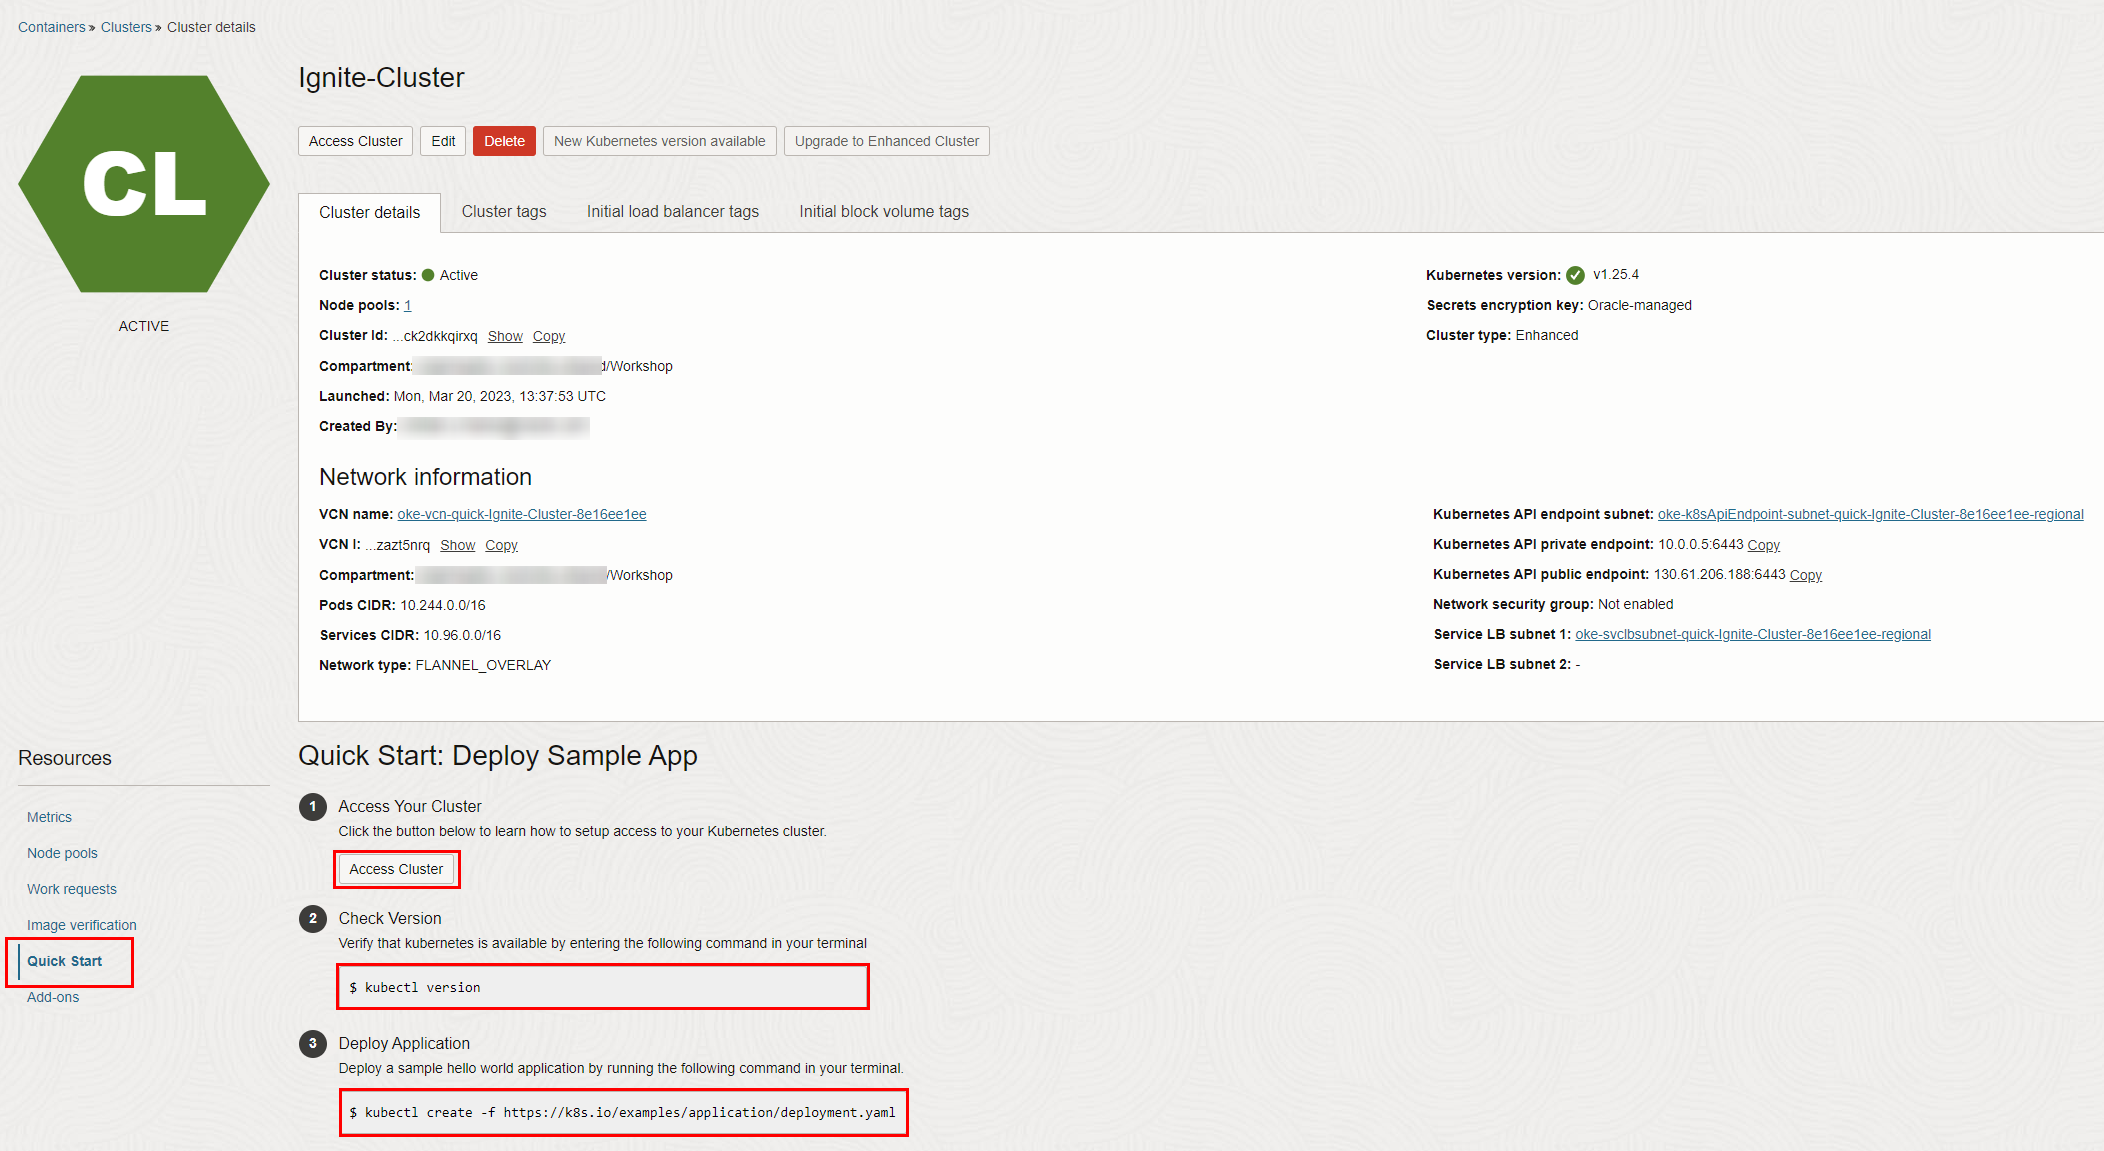 Containers » Clusters » Cluster details
CL
ACTIVE
Ignite-Cluster
Access Cluster Edit Delete New Kubernetes version available Upgrade to Enhanced Cluster
Cluster details Cluster tags Initial load balancer tags Initial block volume tags
Cluster status: Active
Node pools: 1
Cluster Id: ...ck2dkkqirxq Show Copy
Compartment: d/Workshop
Launched: Mon, Mar 20, 2023, 13:37:53 UTC
Created By:
Kubernetes version: v1.25.4
Secrets encryption key: Oracle-managed
Cluster type: Enhanced
Network information
VCN name: oke-vcn-quick-Ignite-Cluster-8e16ee1ee
VCN I: ...zazt5nrq Show Copy
Compartment: /Workshop
Pods CIDR: 10.244.0.0/16
Services CIDR: 10.96.0.0/16
Network type: FLANNEL_OVERLAY
Kubernetes API endpoint subnet: oke-k8sApiEndpoint-subnet-quick-Ignite-Cluster-8e16ee1ee-regional
Kubernetes API private endpoint: 10.0.0.5:6443 Copy
Kubernetes API public endpoint: 130.61.206.188:6443 Copy
Network security group: Not enabled
Service LB subnet 1: oke-svclbsubnet-quick-Ignite-Cluster-8e16ee1ee-regional
Service LB subnet 2: -
Resources
Metrics
Node pools
Work requests
Image verification
Quick Start
Add-ons
Quick Start: Deploy Sample App
1 Access Your Cluster
Click the button below to learn how to setup access to your Kubernetes cluster.
Access Cluster
2 Check Version
Verify that kubernetes is available by entering the following command in your terminal
$ kubectl version
3 Deploy Application
Deploy a sample hello world application by running the following command in your terminal.
$ kubectl create -f https://k8s.io/examples/application/deployment.yaml